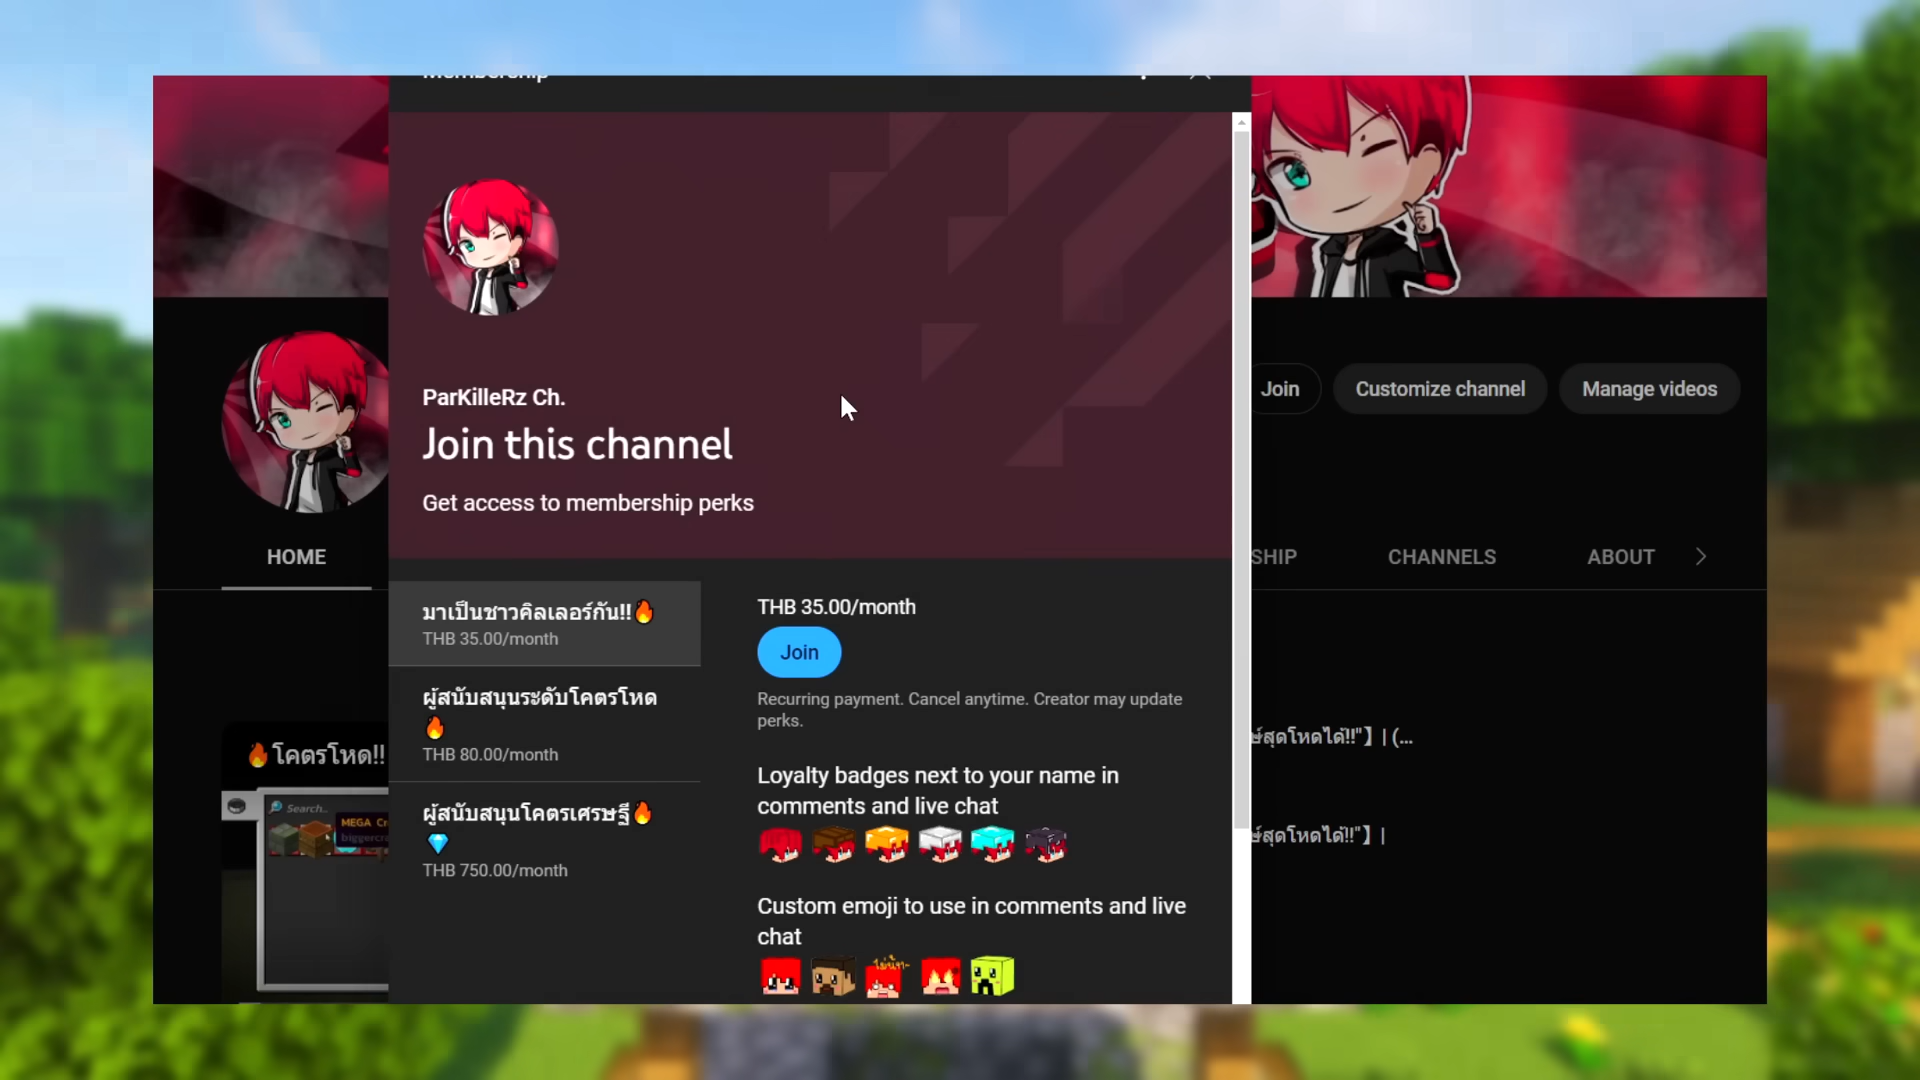 ParKilleRz Ch.
Join this channel
Get access to membership perks
Join
Customize channel
Manage videos
HOME
SHIP
CHANNELS
ABOUT
มาเป็นชาวคิลเลอร์กัน!!🔥
THB 35.00/month
ผู้สนับสนุนระดับโคตรโหด
🔥
THB 80.00/month
ผู้สนับสนุนโคตรเศรษฐี🔥
💎
THB 750.00/month
THB 35.00/month
Join
Recurring payment. Cancel anytime. Creator may update
perks.
Loyalty badges next to your name in
comments and live chat
Custom emoji to use in comments and live
chat
🔥โคตรโหด!!
Search..
MEGA Cr
สุดโหดได้!!"】| (...
สุดโหดได้!!"】|